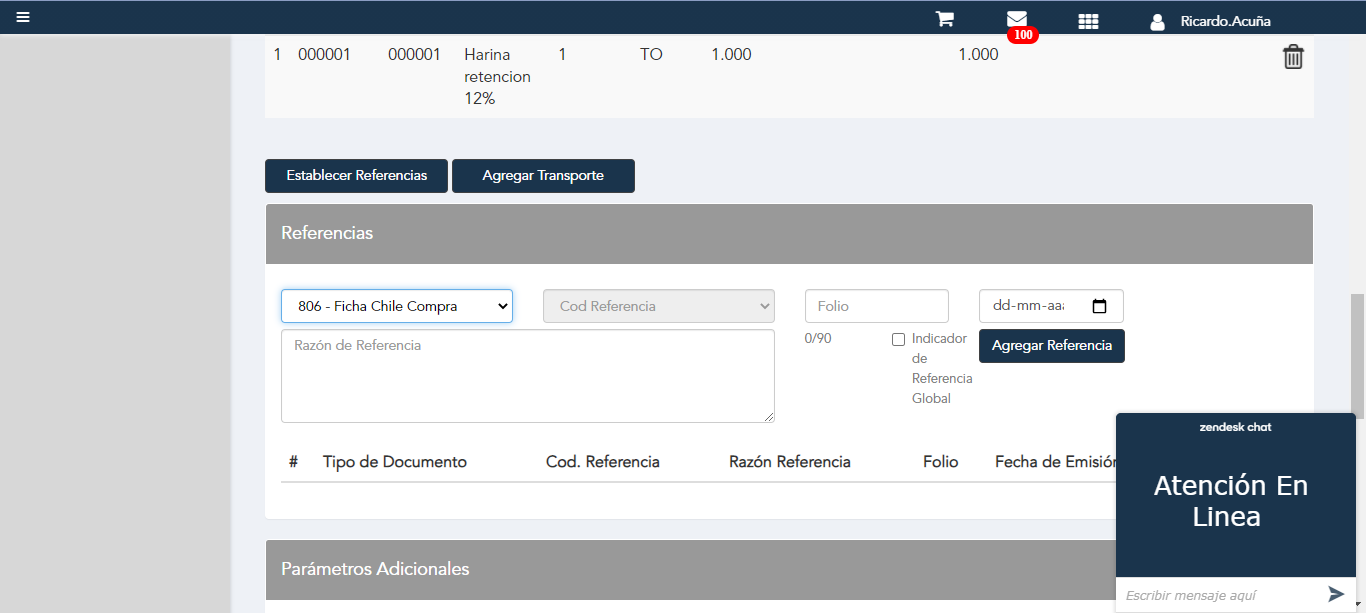 Ricardo.Acuña
100
1 000001 000001 Harina 1 TO 1.000 1.000
retencion
12%
Establecer Referencias Agregar Transporte
Referencias
806 - Ficha Chile Compra Cod Referencia Folio dd-mm-aaa
Razón de Referencia 0/90 Indicador Agregar Referencia
de
Referencia
Global
zendesk chat
# Tipo de Documento Cod. Referencia Razón Referencia Folio Fecha de Emisión
Atención En
Linea
Parámetros Adicionales
Escribir mensaje aquí